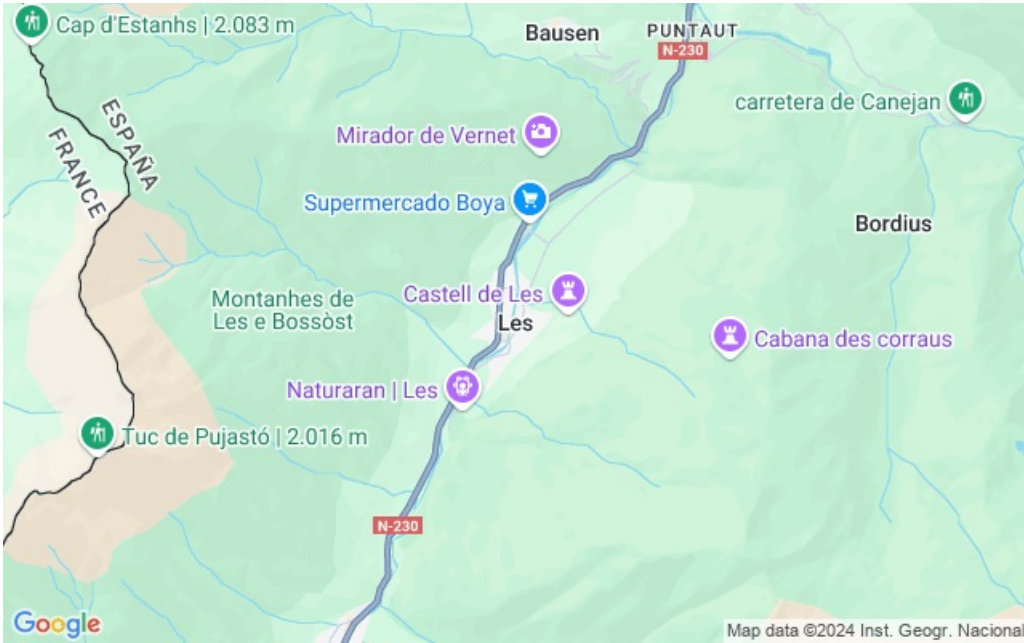 Cap d'Estanhs | 2.083 m
Bausen
PUNTAUT
N-230
carretera de Canejan
ESPAÑA
FRANCE
Mirador de Vernet
Supermercado Boya
Bordius
Castell de Les
Montanhes de
Les e Bossòst
Les
Cabana des corraus
Naturaran | Les
Tuc de Pujastó | 2.016 m
N-230
Google
Map data ©2024 Inst. Geogr. Nacional